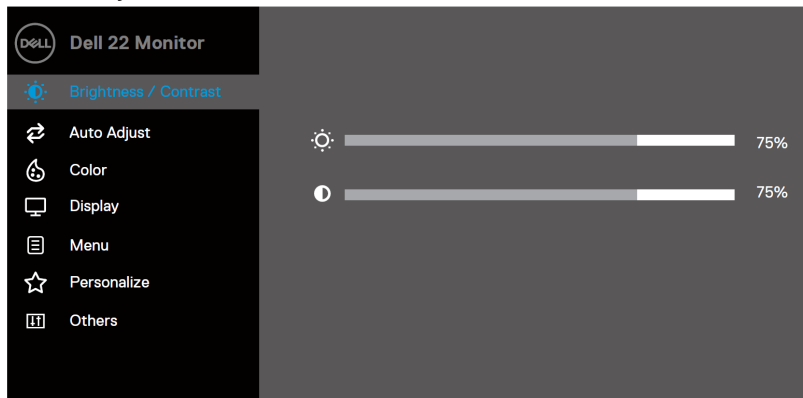 DELL
Dell 22 Monitor
Brightness / Contrast
Auto Adjust
75%
Color
Display
75%
Menu
Personalize
Others